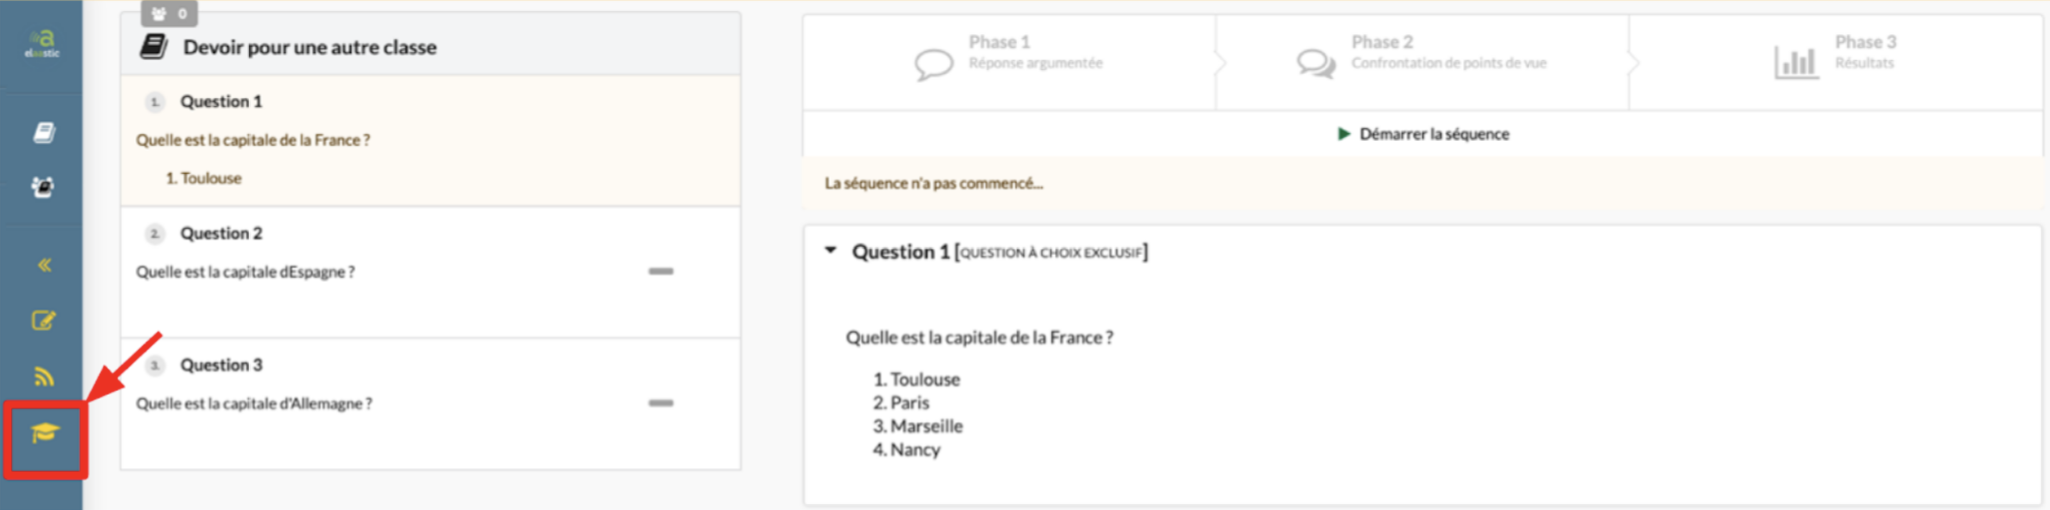 elaastic
0
Devoir pour une autre classe
1. Question 1
Quelle est la capitale de la France ?
1. Toulouse
2. Question 2
Quelle est la capitale dEspagne ?
3. Question 3
Quelle est la capitale d'Allemagne ?
Phase 1
Réponse argumentée
Phase 2
Confrontation de points de vue
Phase 3
Résultats
Démarrer la séquence
La séquence n'a pas commencé...
Question 1 [QUESTION À CHOIX EXCLUSIF]
Quelle est la capitale de la France ?
1. Toulouse
2. Paris
3. Marseille
4. Nancy